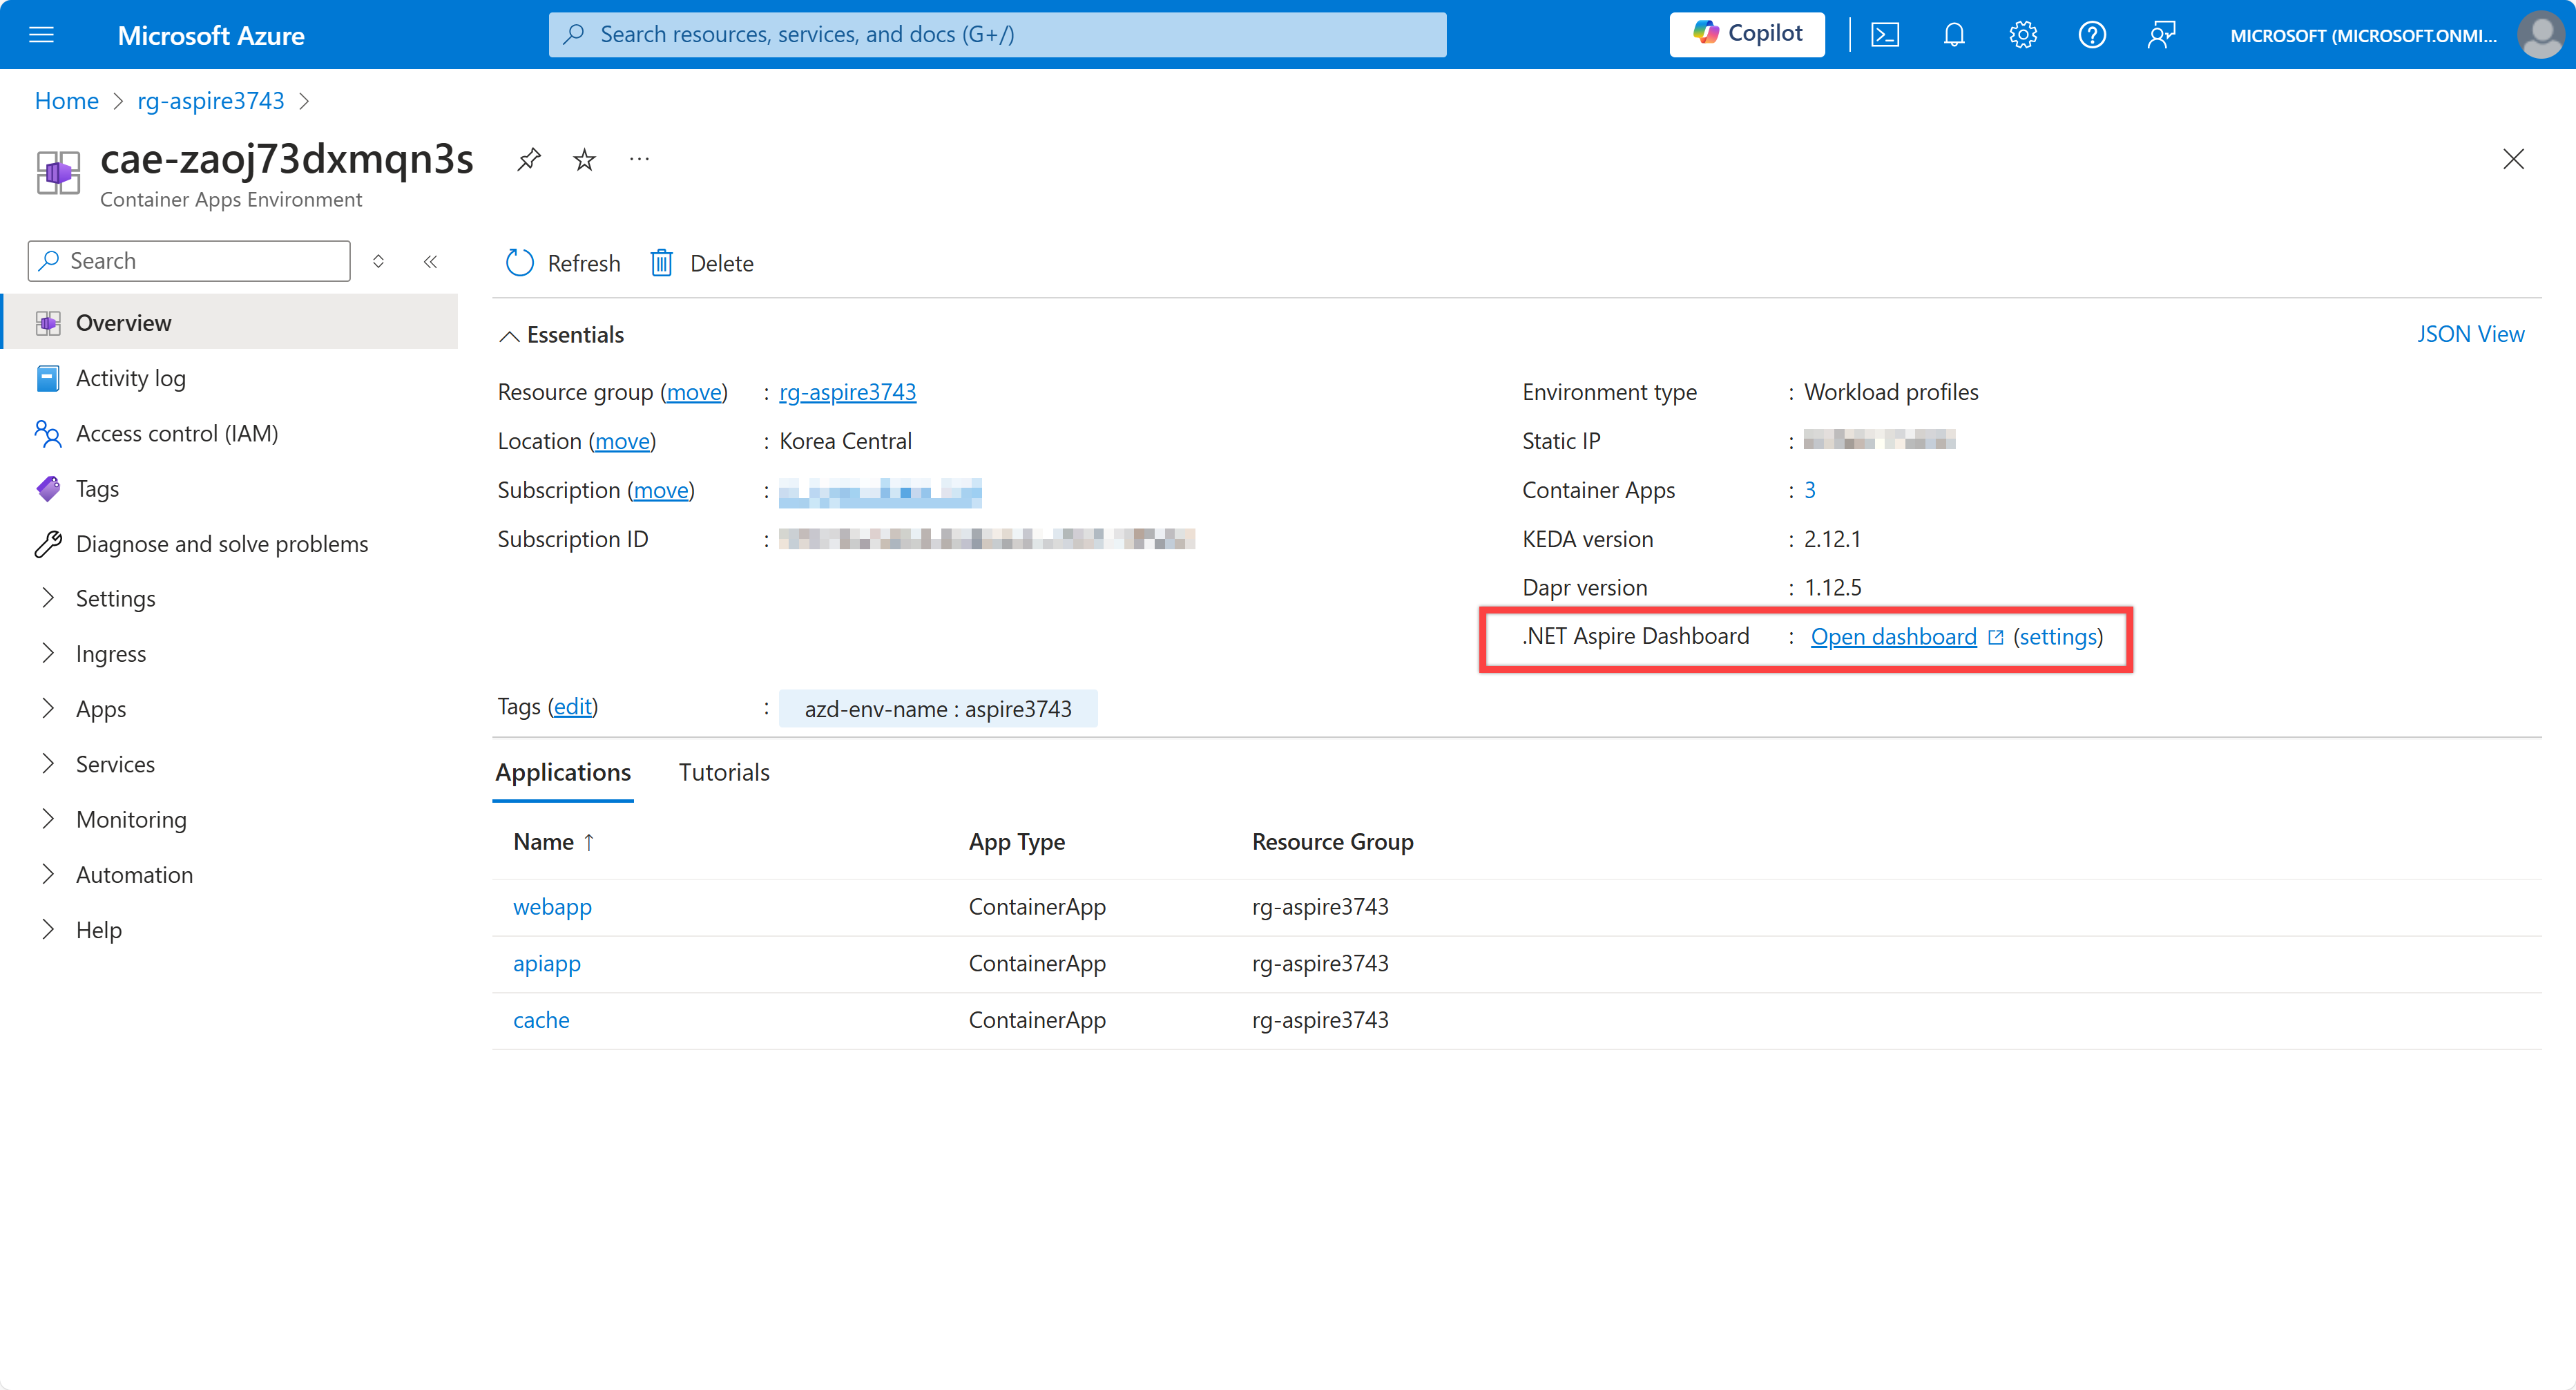 Microsoft Azure
Search resources, services, and docs (G+/)
Copilot
MICROSOFT (MICROSOFT.ONMI...
Home > rg-aspire3743 >
cae-zaoj73dxmqn3s
Container Apps Environment
Search
Overview
Activity log
Access control (IAM)
Tags
Diagnose and solve problems
Settings
Ingress
Apps
Services
Monitoring
Automation
Help
Refresh Delete
Essentials
JSON View
Resource group (move) : rg-aspire3743
Location (move) : Korea Central
Subscription (move) :
Subscription ID :
Environment type : Workload profiles
Static IP :
Container Apps : 3
KEDA version : 2.12.1
Dapr version : 1.12.5
.NET Aspire Dashboard : Open dashboard (settings)
Tags (edit) : azd-env-name : aspire3743
Applications Tutorials
Name ↑ App Type Resource Group
webapp ContainerApp rg-aspire3743
apiapp ContainerApp rg-aspire3743
cache ContainerApp rg-aspire3743